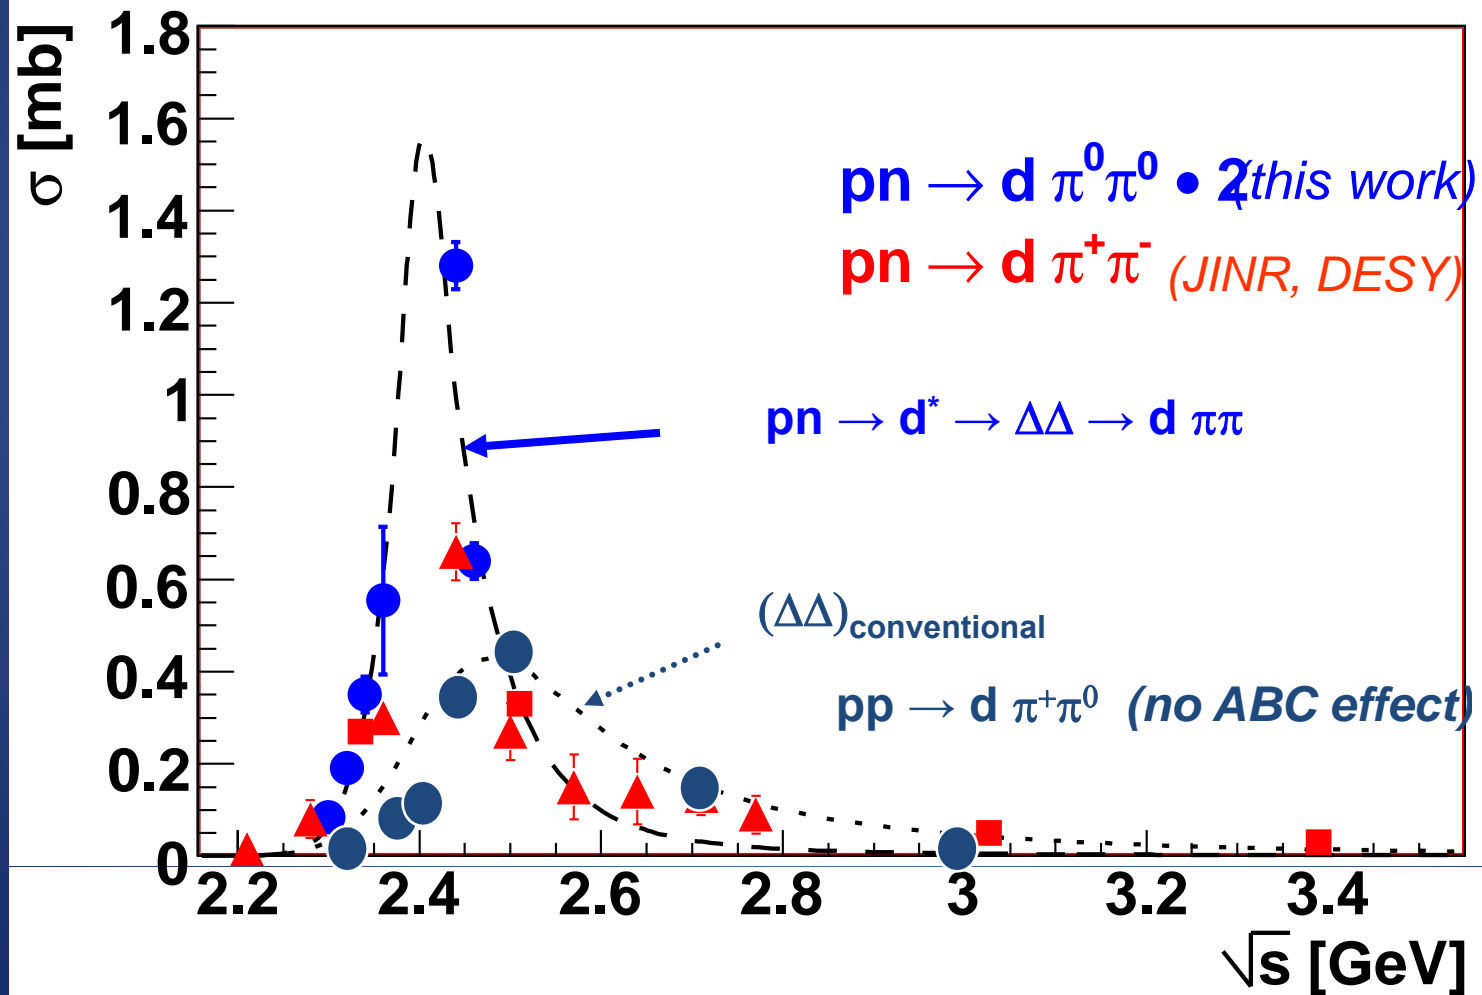 σ [mb]
1.8
1.6
1.4
1.2
1
0.8
0.6
0.4
0.2
0
pn → d π⁰π⁰ • 2 (this work)
pn → d π⁺π⁻ (JINR, DESY)
pn → d* → ΔΔ → d ππ
(ΔΔ)conventional
pp → d π⁺π⁰ (no ABC effect)
2.2 2.4 2.6 2.8 3 3.2 3.4
√s [GeV]